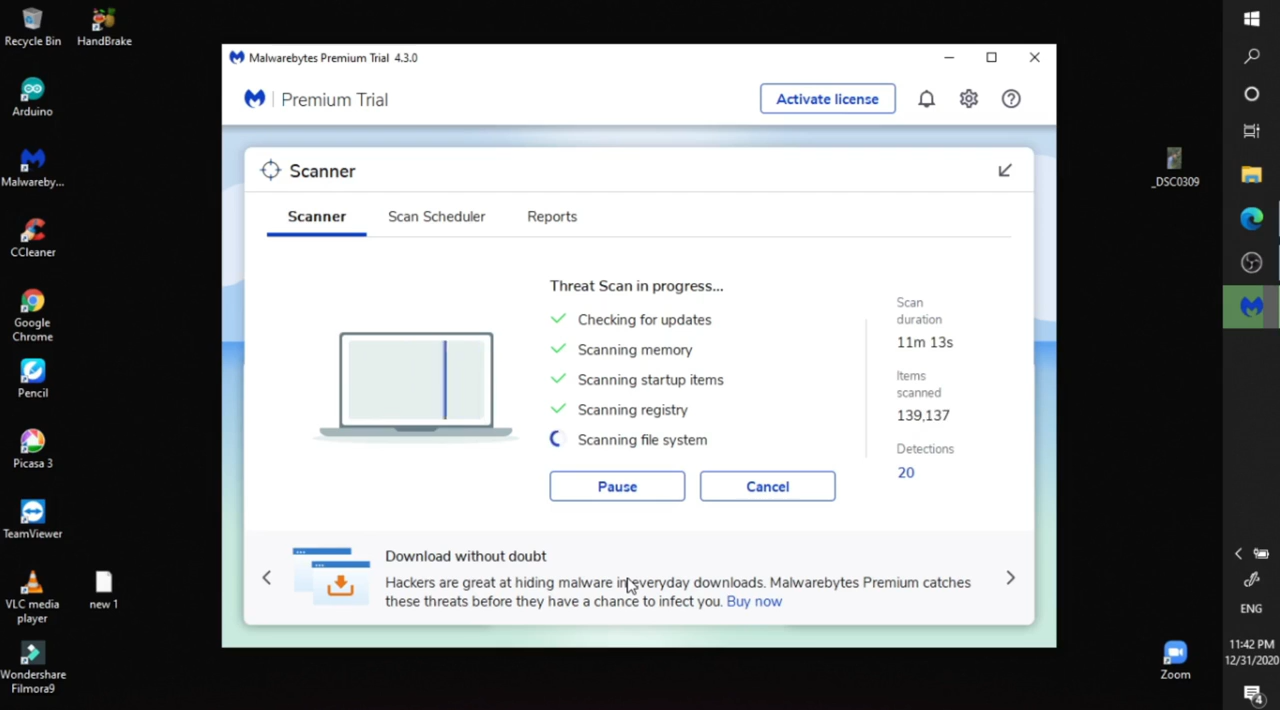 Recycle Bin
HandBrake
Arduino
Malwareby...
CCleaner
Google
Chrome
Pencil
Picasa 3
TeamViewer
VLC media
player
new 1
Wondershare
Filmora9
Malwarebytes Premium Trial 4.3.0
Premium Trial
Activate license
Scanner
Scanner
Scan Scheduler
Reports
Threat Scan in progress...
Checking for updates
Scanning memory
Scanning startup items
Scanning registry
Scanning file system
Pause
Cancel
Scan
duration
11m 13s
Items
scanned
139,137
Detections
20
Download without doubt
Hackers are great at hiding malware in everyday downloads. Malwarebytes Premium catches
these threats before they have a chance to infect you. Buy now
_DSC0309
Zoom
ENG
11:42 PM
12/31/2020
4